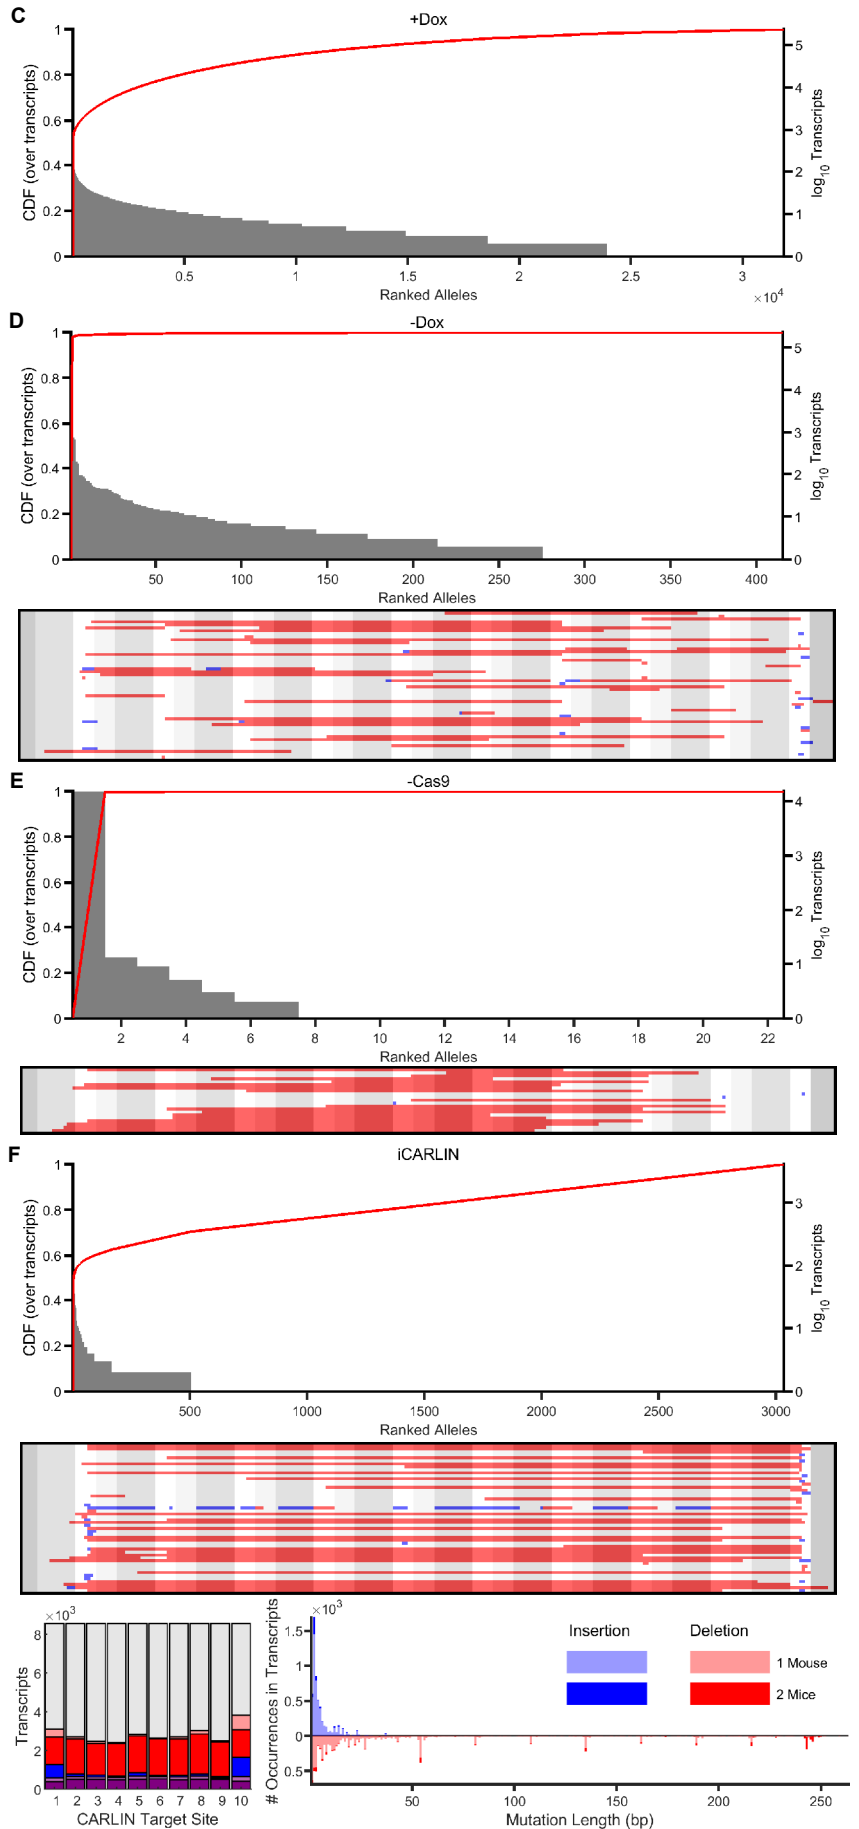 C
+Dox
CDF (over transcripts)
1
0.8
0.6
0.4
0.2
0
5
4
3
2
1
0
log10 Transcripts
0.5 1 1.5 2 2.5 3
Ranked Alleles
×10^4
D
-Dox
CDF (over transcripts)
1
0.8
0.6
0.4
0.2
0
5
4
3
2
1
0
log10 Transcripts
50 100 150 200 250 300 350 400
Ranked Alleles
E
-Cas9
CDF (over transcripts)
1
0.8
0.6
0.4
0.2
0
4
3
2
1
0
log10 Transcripts
2 4 6 8 10 12 14 16 18 20 22
Ranked Alleles
F
iCARLIN
CDF (over transcripts)
1
0.8
0.6
0.4
0.2
0
3
2
1
0
log10 Transcripts
500 1000 1500 2000 2500 3000
Ranked Alleles
×10^3
Transcripts
8
6
4
2
0
1 2 3 4 5 6 7 8 9 10
CARLIN Target Site
×10^3
# Occurrences in Transcripts
1.5
1
0.5
0
0.5
50 100 150 200 250
Mutation Length (bp)
Insertion Deletion
1 Mouse
2 Mice